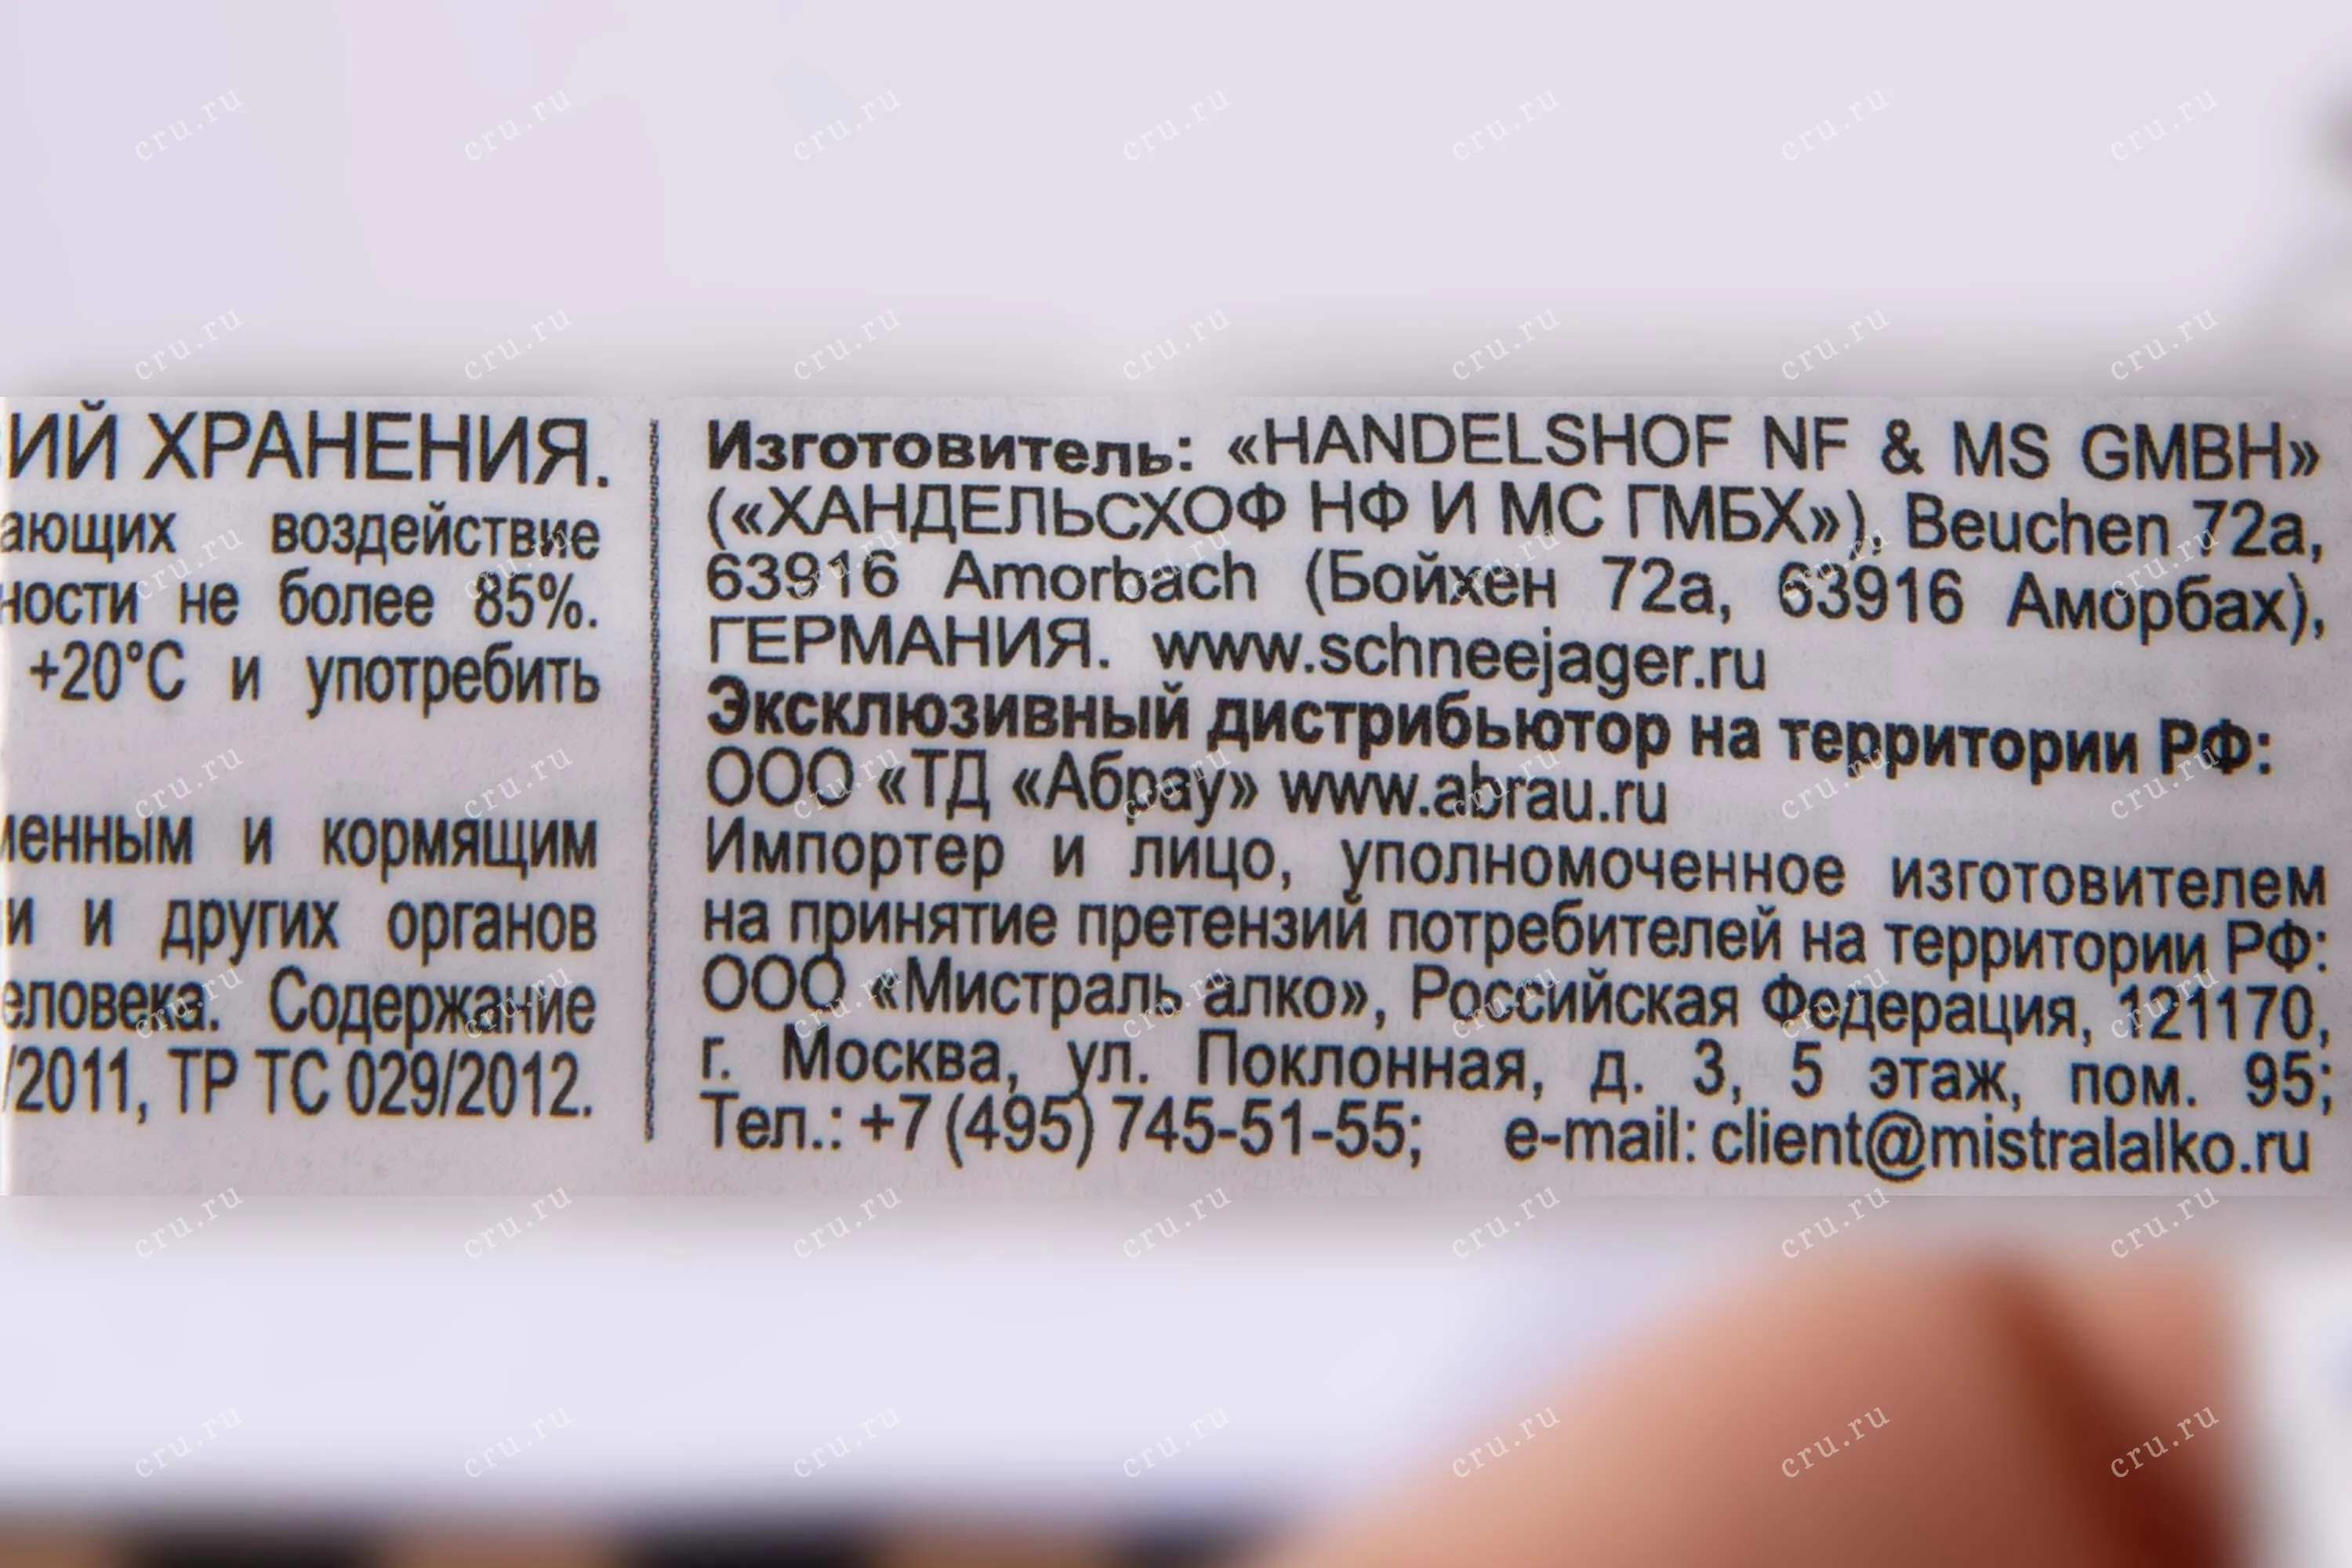 ИЙ ХРАНЕНИЯ.
ающих воздействие
ности не более 85%.
+20°C и употребить
менным и кормящим
и и других органов
еловека. Содержание
/2011, ТР ТС 029/2012.
Изготовитель: «HANDELSHOF NF & MS GMBH»
(«ХАНДЕЛЬСХОФ НФ И МС ГМБХ»), Beuchen 72a,
63916 Amorbach (Бойхен 72а, 63916 Аморбах),
ГЕРМАНИЯ. www.schneejager.ru
Эксклюзивный дистрибьютор на территории РФ:
ООО «ТД «Абрау» www.abrau.ru
Импортер и лицо, уполномоченное изготовителем
на принятие претензий потребителей на территории РФ:
ООО «Мистраль алко», Российская Федерация, 121170,
г. Москва, ул. Поклонная, д. 3, 5 этаж, пом. 95;
Тел.: +7 (495) 745-51-55; e-mail: client@mistralalko.ru
cru.ru